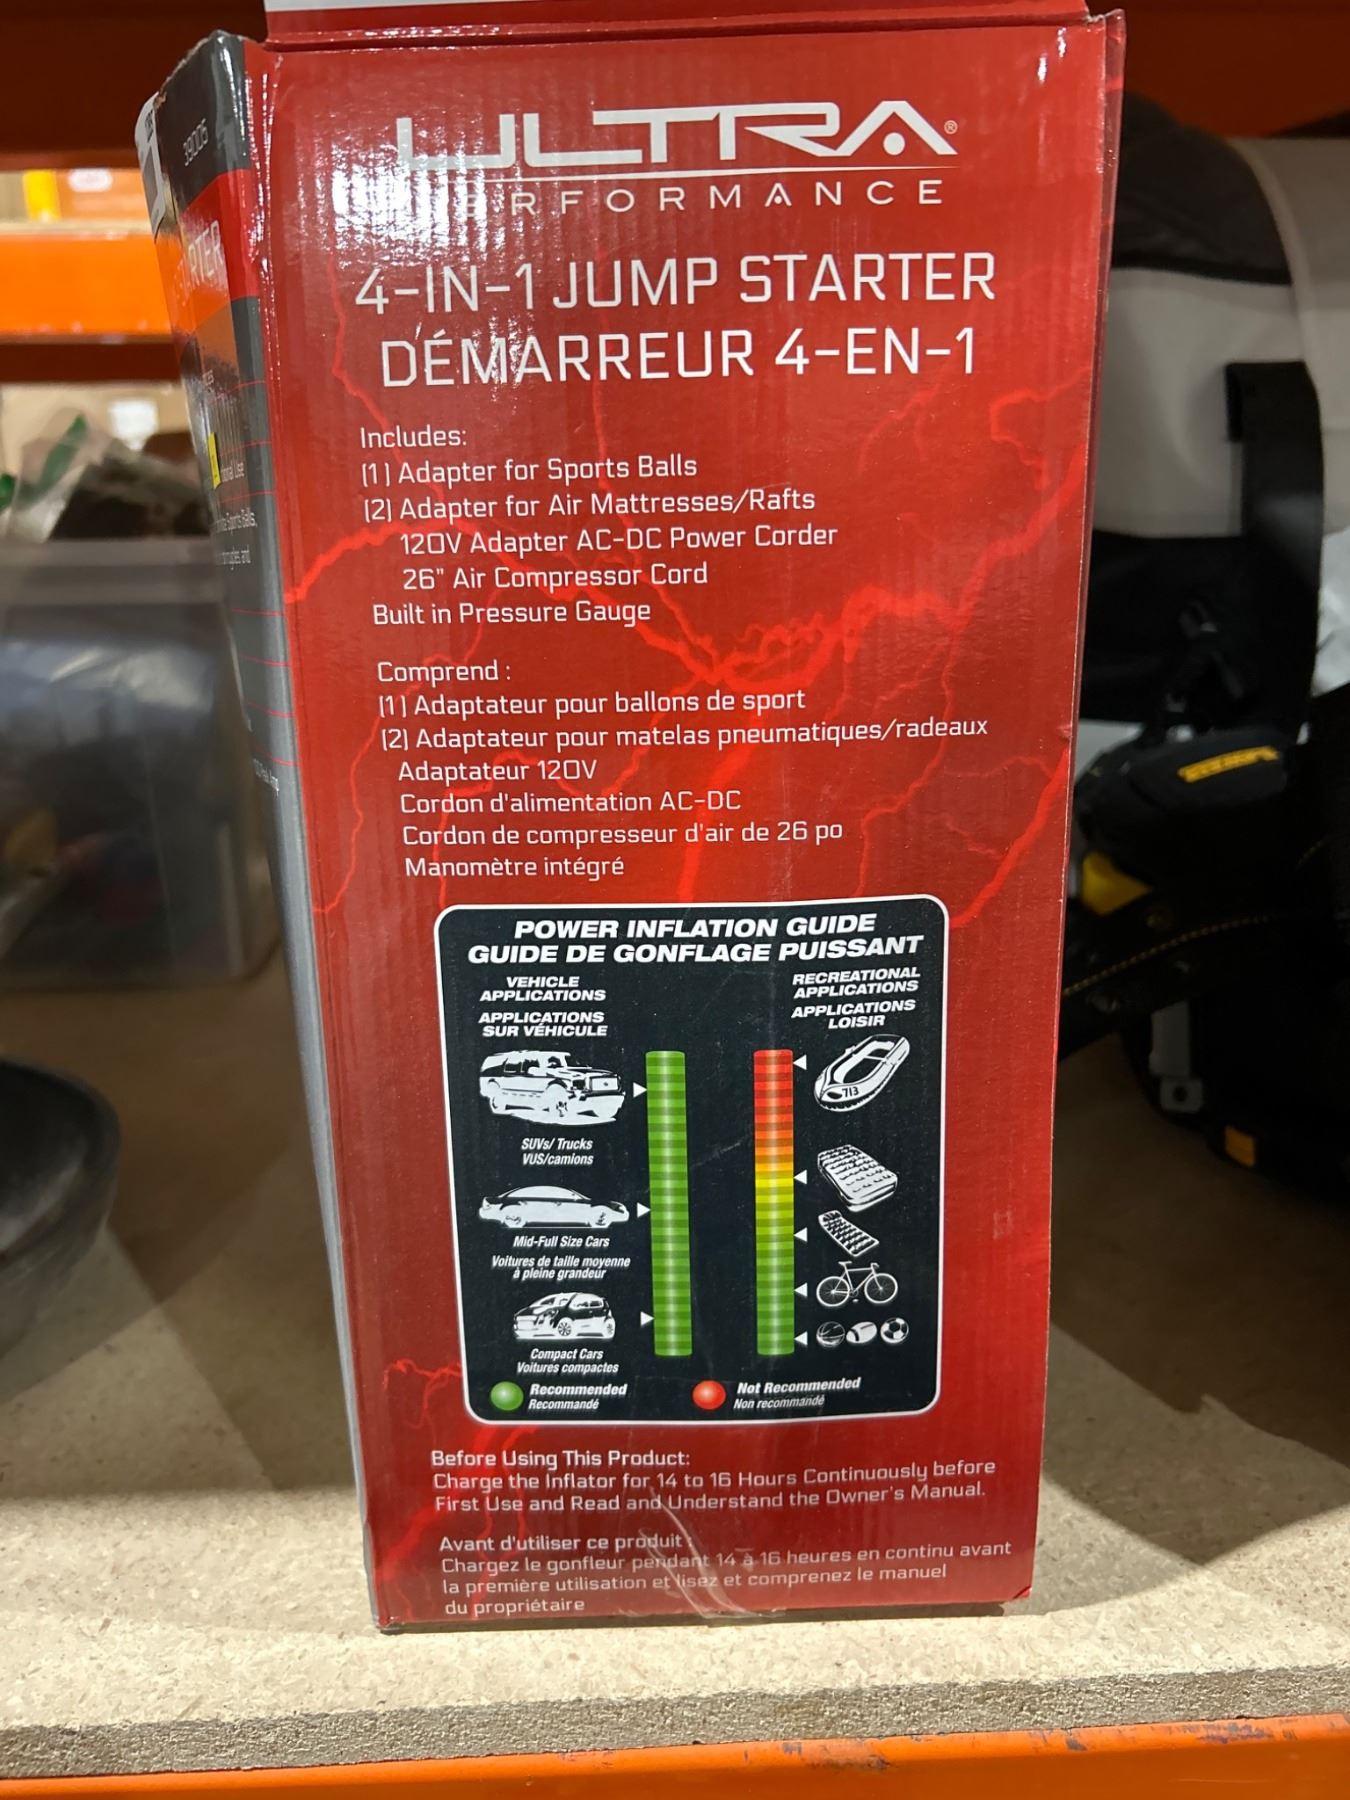 39006
ULTRA®
PERFORMANCE
4-IN-1 JUMP STARTER
DÉMARREUR 4-EN-1
Includes:
(1) Adapter for Sports Balls
(2) Adapter for Air Mattresses/Rafts
120V Adapter AC-DC Power Corder
26" Air Compressor Cord
Built in Pressure Gauge
Comprend :
(1) Adaptateur pour ballons de sport
(2) Adaptateur pour matelas pneumatiques/radeaux
Adaptateur 120V
Cordon d'alimentation AC-DC
Cordon de compresseur d'air de 26 po
Manomètre intégré
POWER INFLATION GUIDE
GUIDE DE GONFLAGE PUISSANT
VEHICLE
APPLICATIONS
APPLICATIONS
SUR VÉHICULE
RECREATIONAL
APPLICATIONS
APPLICATIONS
LOISIR
713
SUVs/ Trucks
VUS/camions
Mid-Full Size Cars
Voitures de taille moyenne
à pleine grandeur
Compact Cars
Voitures compactes
Recommended
Recommandé
Not Recommended
Non recommandé
Before Using This Product:
Charge the Inflator for 14 to 16 Hours Continuously before
First Use and Read and Understand the Owner's Manual.
Avant d'utiliser ce produit :
Chargez le gonfleur pendant 14 à 16 heures en continu avant
la première utilisation et lisez et comprenez le manuel
du propriétaire